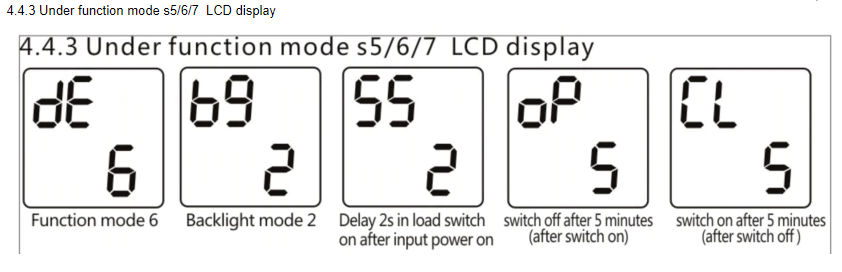 4.4.3 Under function mode s5/6/7 LCD display
4.4.3 Under function mode s5/6/7 LCD display
dE
6
Function mode 6
b9
2
Backlight mode 2
SS
2
Delay 2s in load switch
on after input power on
oP
5
switch off after 5 minutes
(after switch on)
CL
5
switch on after 5 minutes
(after switch off)